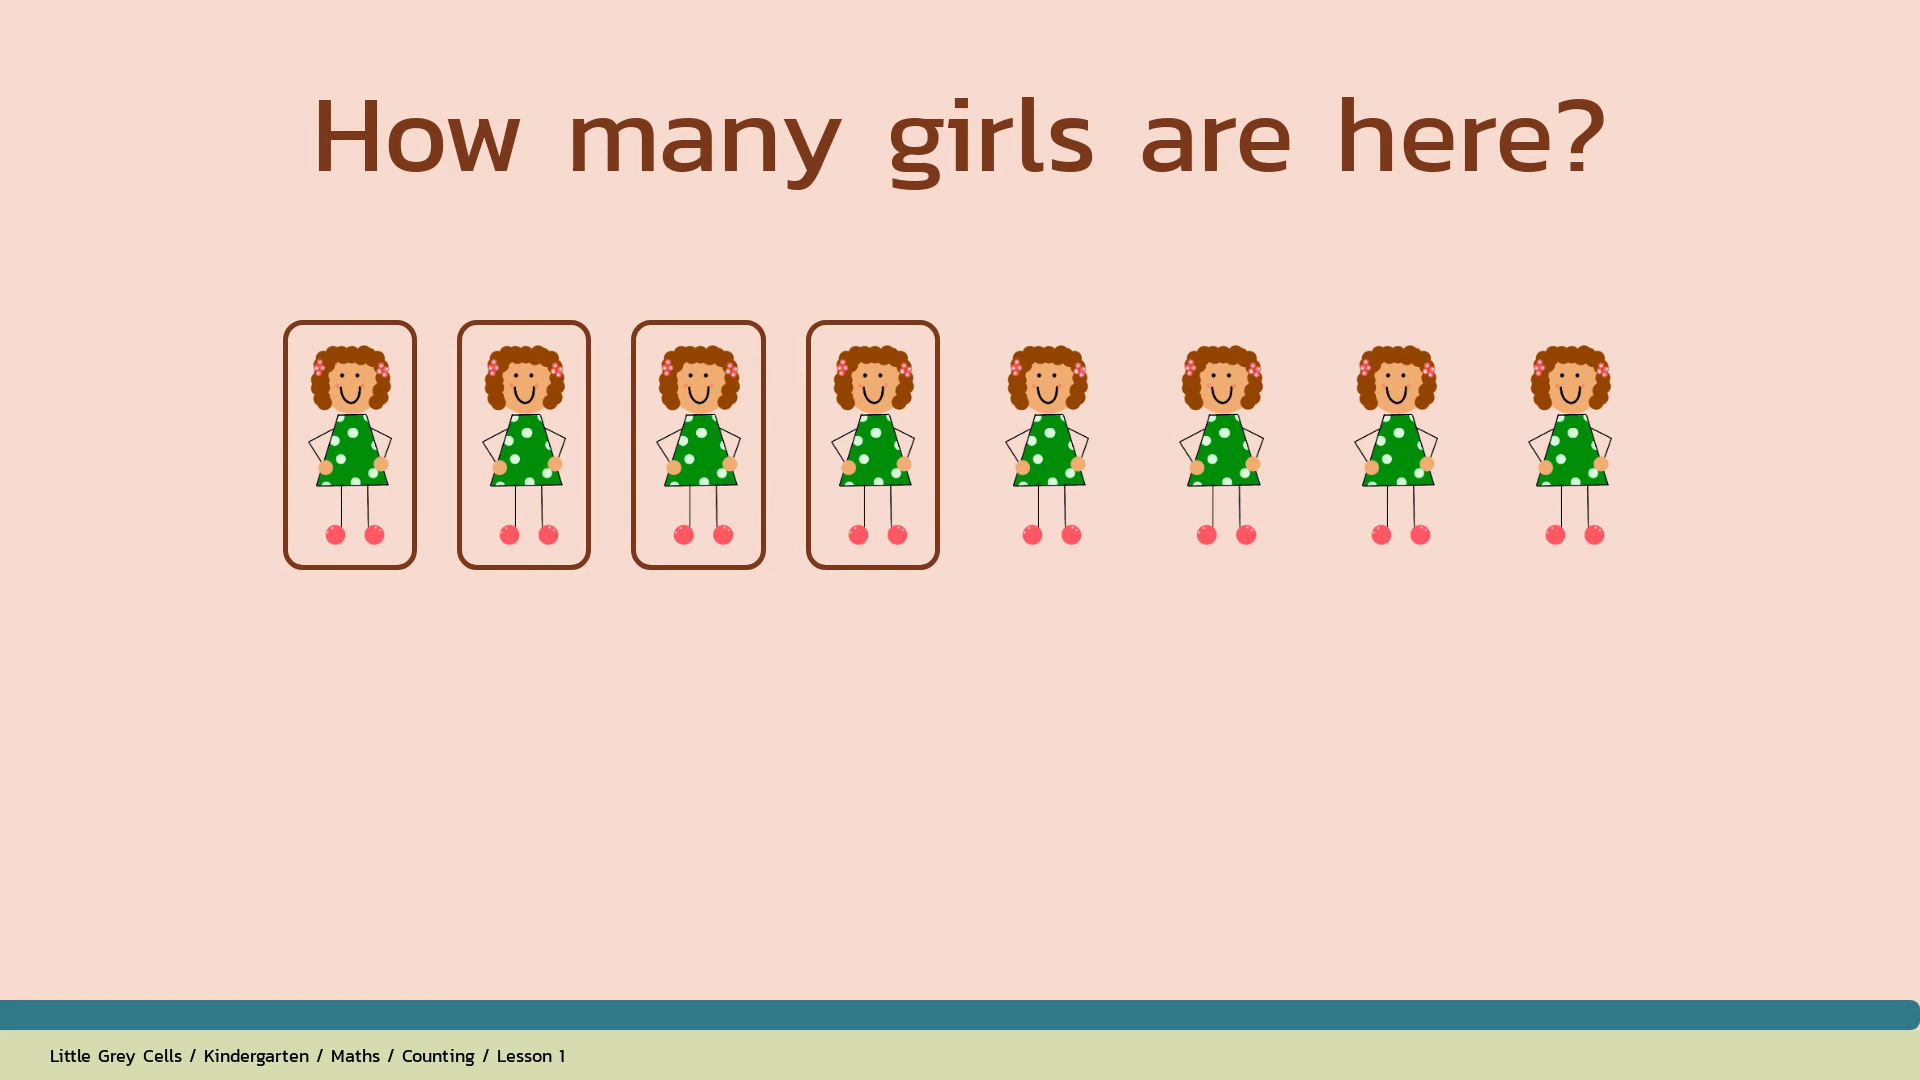 How many girls are here?
Little Grey Cells / Kindergarten / Maths / Counting / Lesson 1